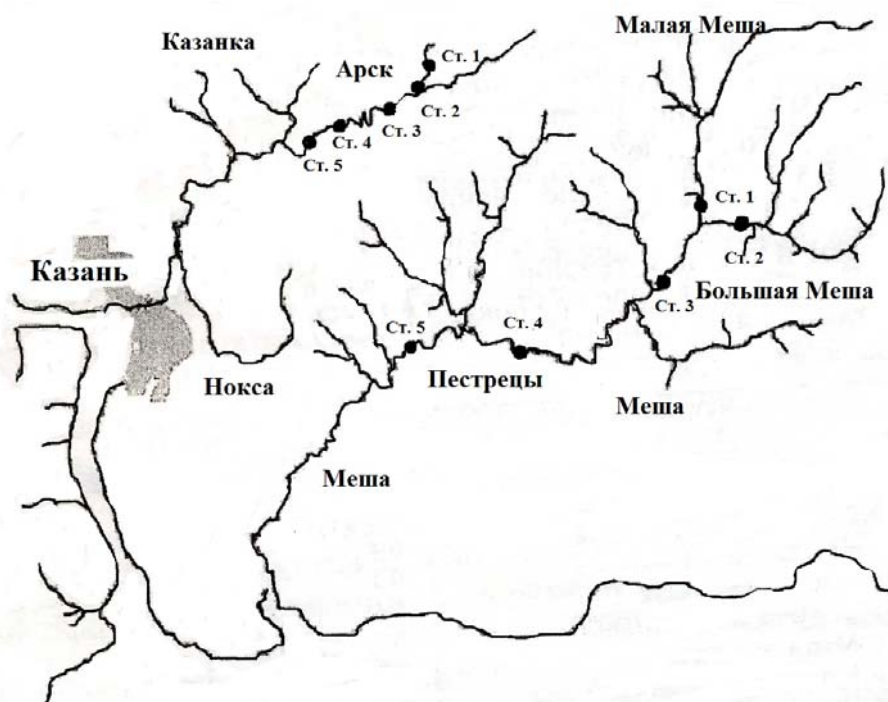 Малая Меша
Казанка
Арск
Ст. 1
Ст. 2
Ст. 3
Ст. 4
Ст. 5
Ст. 1
Ст. 2
Казань
Большая Меша
Ст. 3
Ст. 5
Ст. 4
Нокса
Пестрецы
Меша
Меша